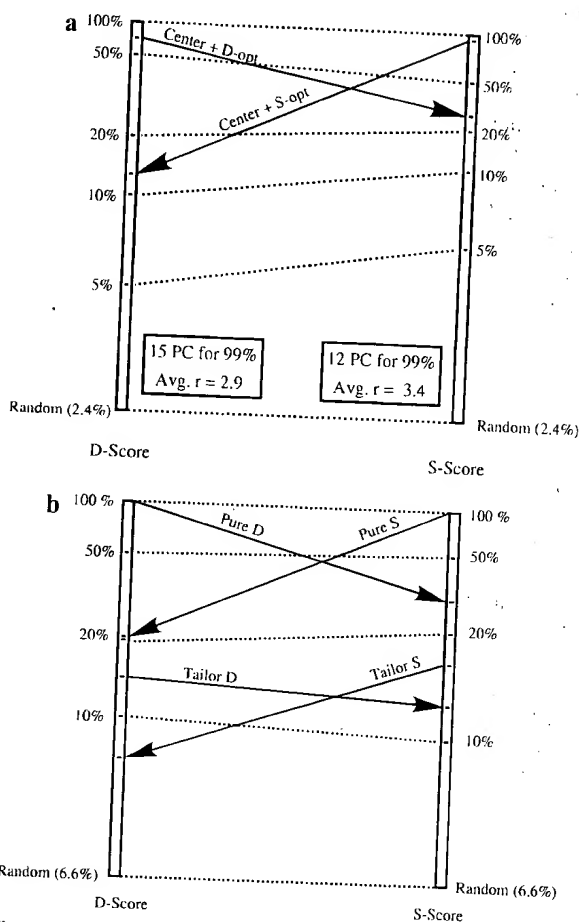 a
100%
50%
20%
10%
5%
Random (2.4%)
D-Score
Center + D-opt
Center + S-opt
15 PC for 99%
Avg. r = 2.9
12 PC for 99%
Avg. r = 3.4
100%
50%
20%
10%
5%
Random (2.4%)
S-Score
b
100 %
50%
20%
10%
Random (6.6%)
D-Score
Pure D
Pure S
Tailor D
Tailor S
100 %
50%
20%
10%
Random (6.6%)
S-Score